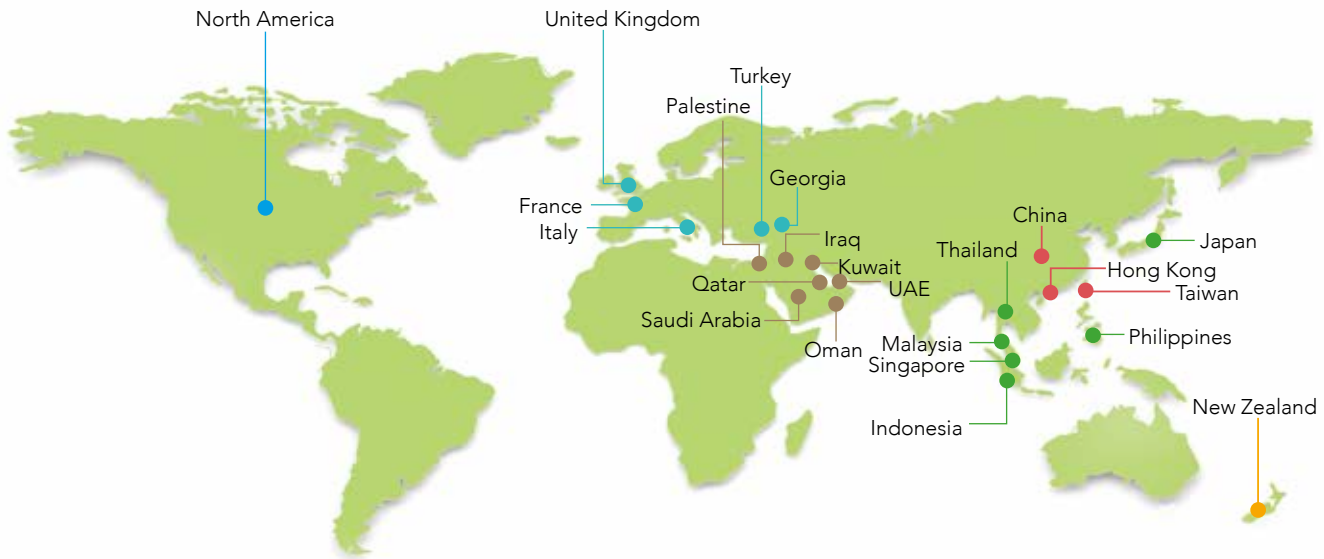 North America
United Kingdom
Turkey
Palestine
Georgia
France
Italy
China
Iraq
Japan
Thailand
Kuwait
Hong Kong
Qatar
UAE
Taiwan
Saudi Arabia
Oman
Malaysia
Philippines
Singapore
New Zealand
Indonesia